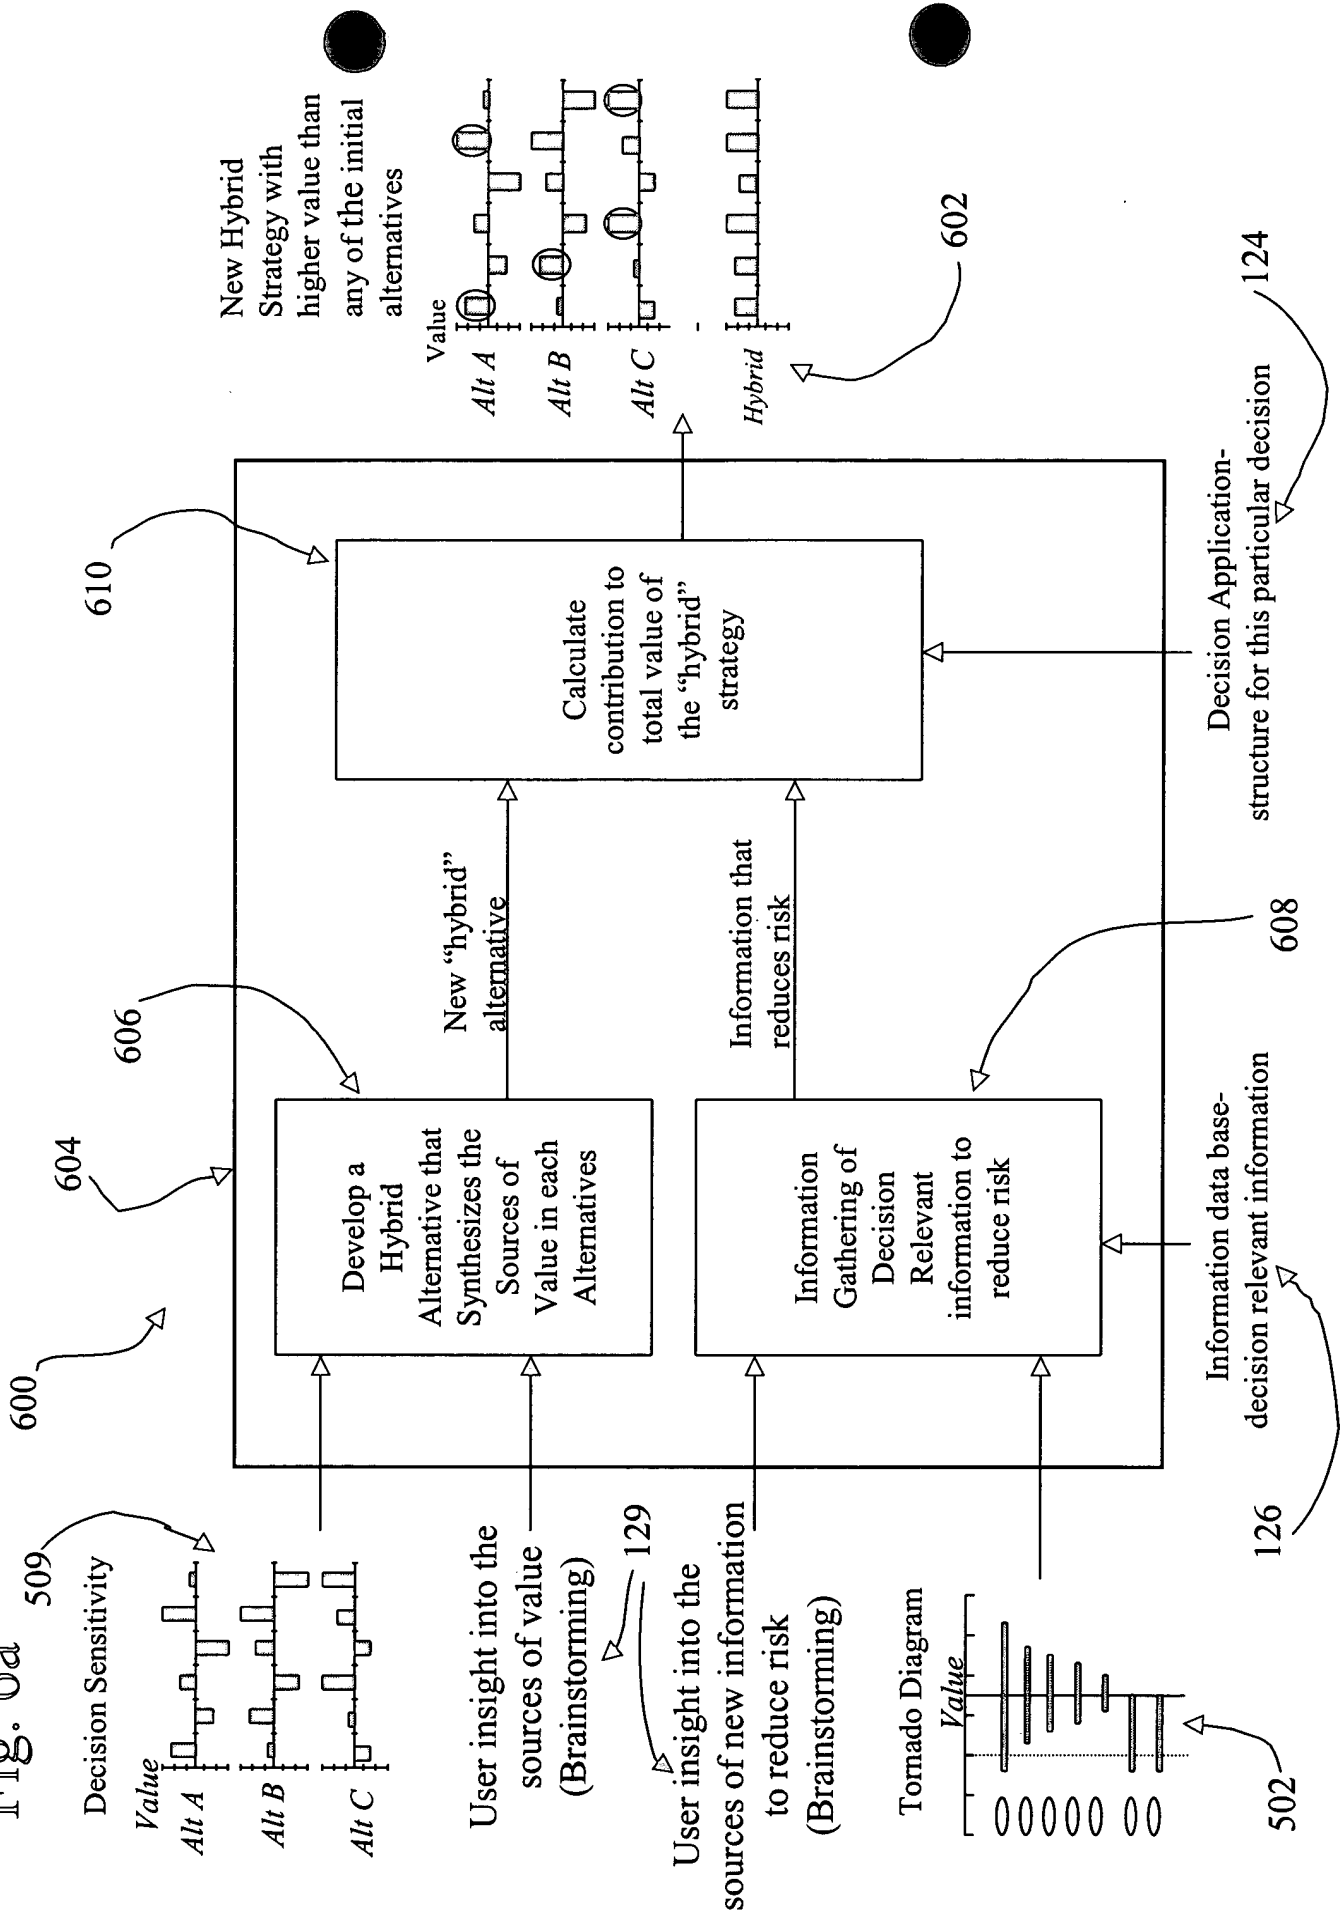 Fig. 6a
600
604
606
610
509
Decision Sensitivity
Value
Alt A
Alt B
Alt C
User insight into the
sources of value
(Brainstorming)
129
User insight into the
sources of new information
to reduce risk
(Brainstorming)
Tornado Diagram
Value
502
Develop a
Hybrid
Alternative that
Synthesizes the
Sources of
Value in each
Alternatives
Information
Gathering of
Decision
Relevant
information to
reduce risk
New “hybrid”
alternative
Information that
reduces risk
608
Calculate
contribution to
total value of
the “hybrid”
strategy
Information data base-
decision relevant information
126
Decision Application-
structure for this particular decision
124
New Hybrid
Strategy with
higher value than
any of the initial
alternatives
Value
Alt A
Alt B
Alt C
Hybrid
602